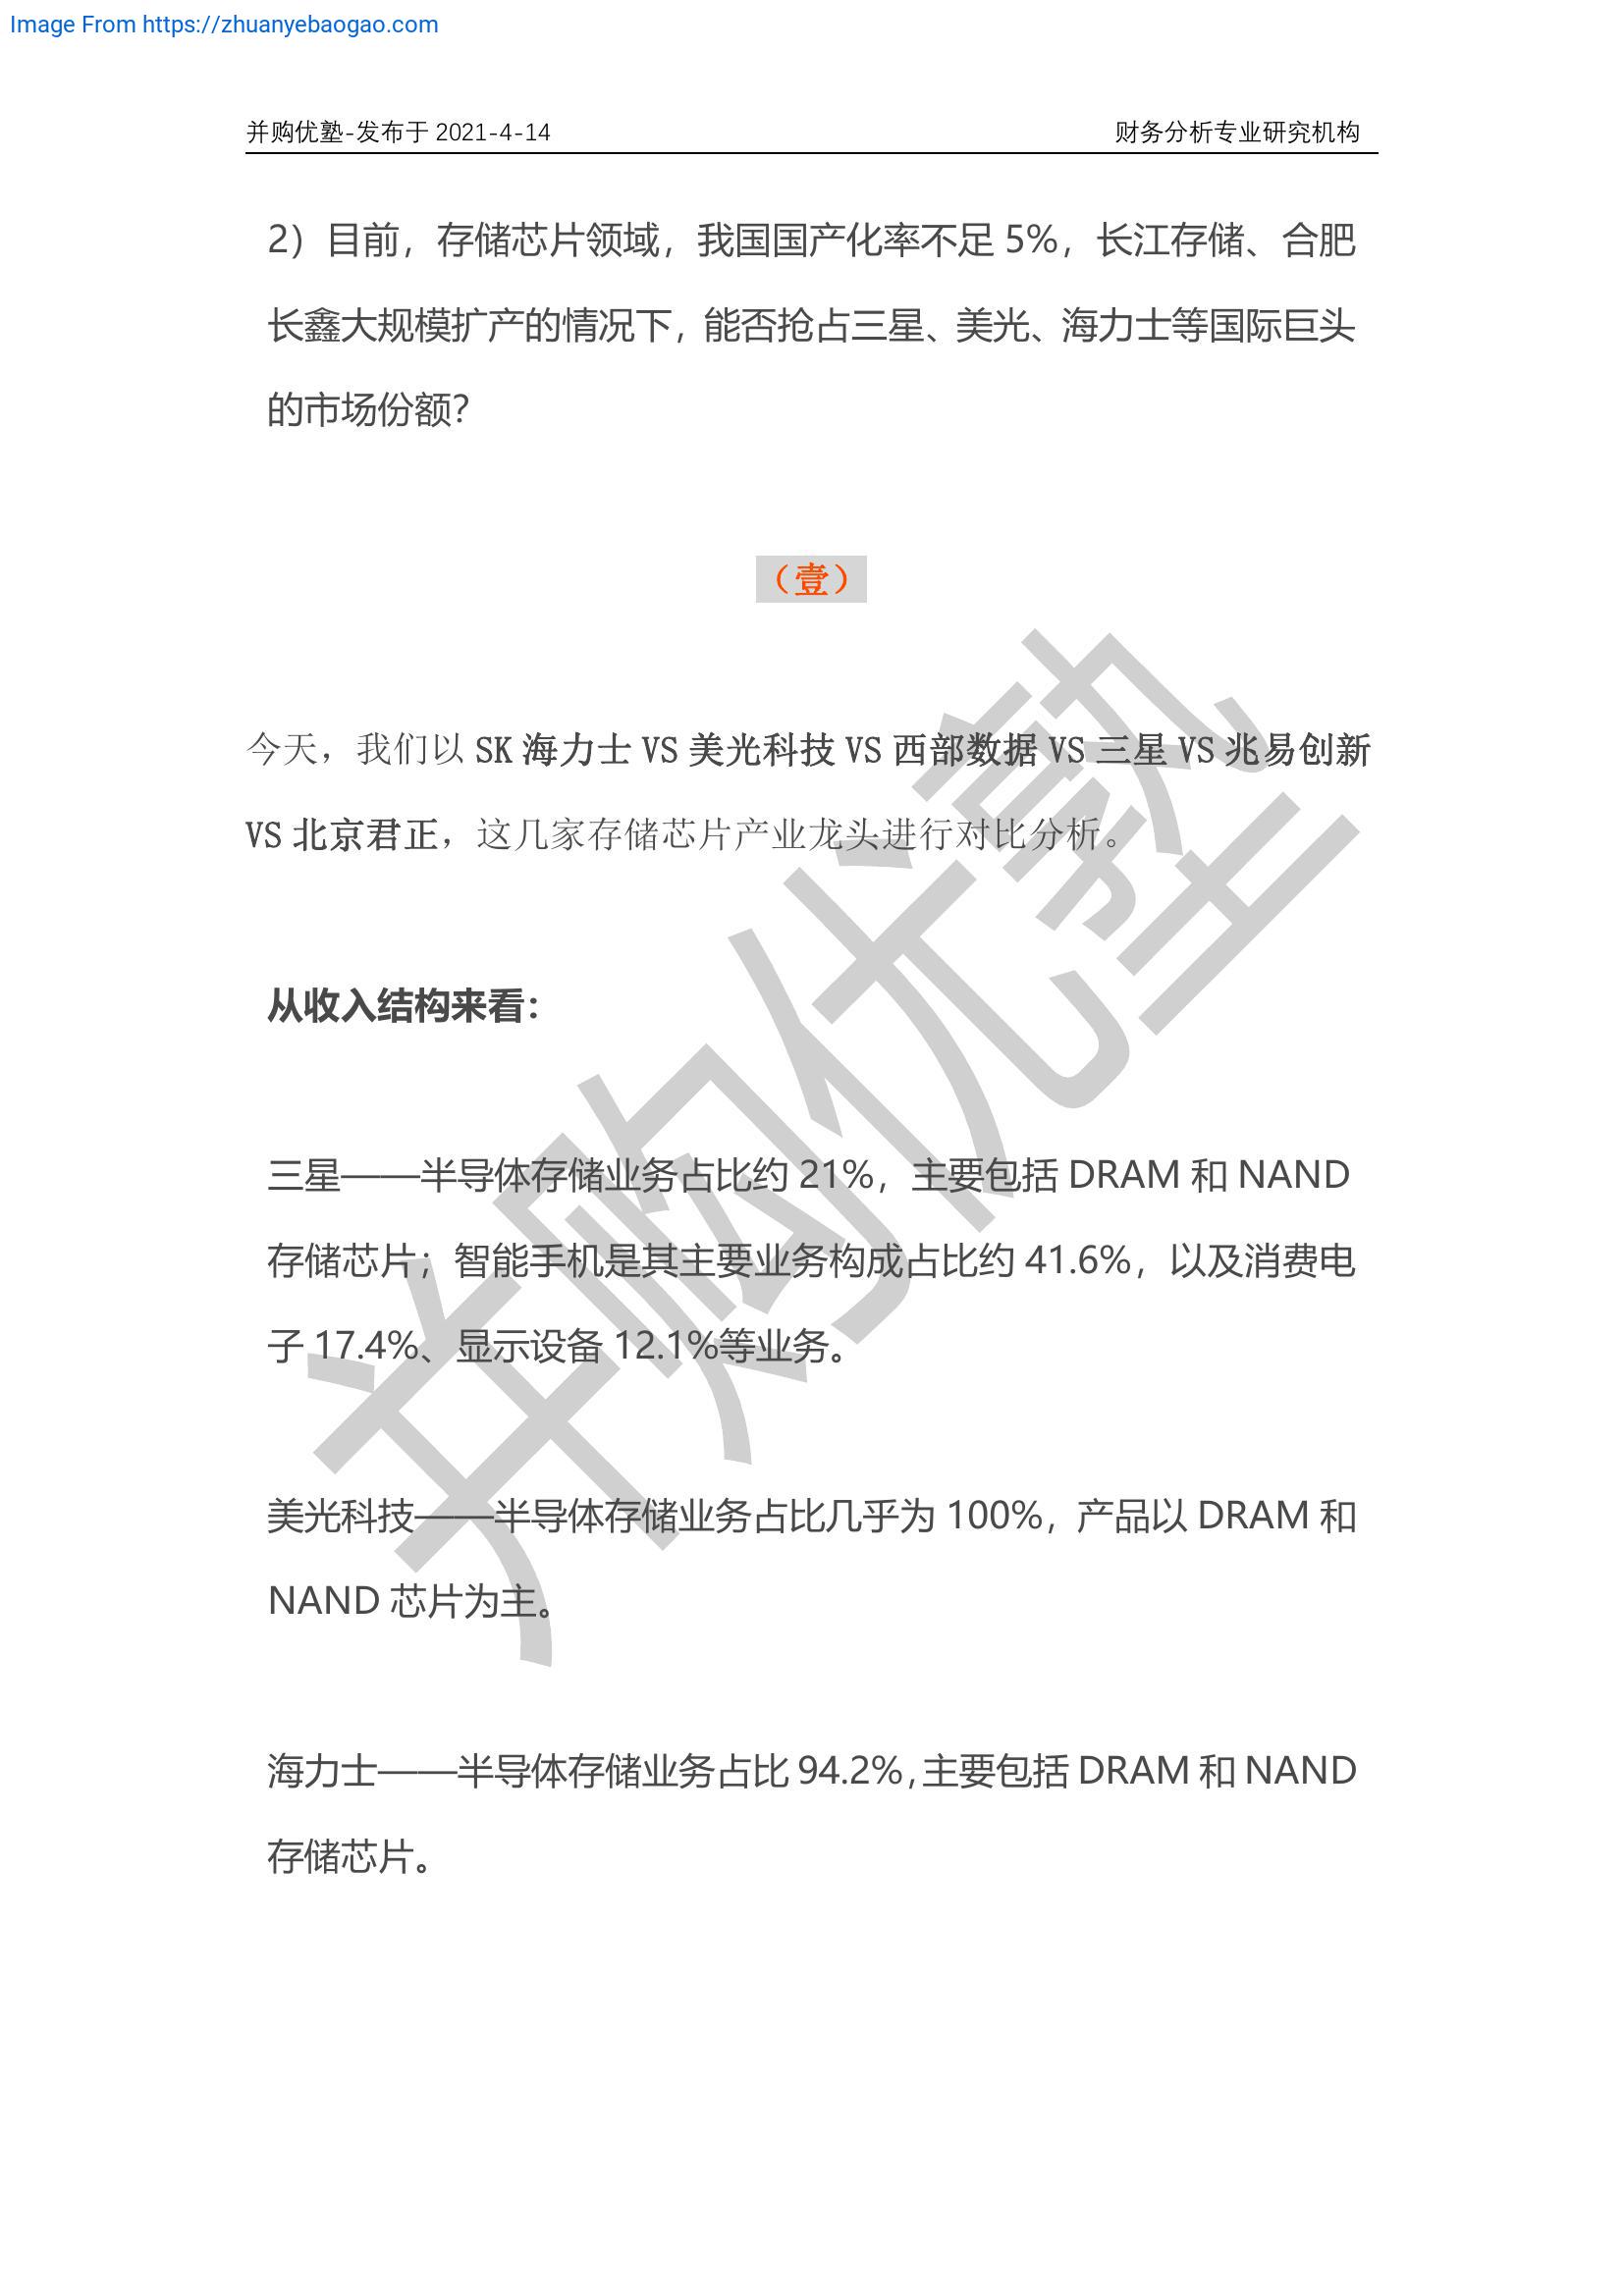 Image From https://zhuanyebaogao.com
并购优塾-发布于 2021-4-14 财务分析专业研究机构
2）目前，存储芯片领域，我国国产化率不足 5%，长江存储、合肥
长鑫大规模扩产的情况下，能否抢占三星、美光、海力士等国际巨头
的市场份额？
（壹）
今天，我们以 SK 海力士 VS 美光科技 VS 西部数据 VS 三星 VS 兆易创新
VS 北京君正，这几家存储芯片产业龙头进行对比分析。
从收入结构来看：
三星——半导体存储业务占比约 21%，主要包括 DRAM 和 NAND
存储芯片；智能手机是其主要业务构成占比约 41.6%，以及消费电
子 17.4%、显示设备 12.1%等业务。
美光科技——半导体存储业务占比几乎为 100%，产品以 DRAM 和
NAND 芯片为主。
海力士——半导体存储业务占比 94.2%，主要包括 DRAM 和 NAND
存储芯片。
并购优塾